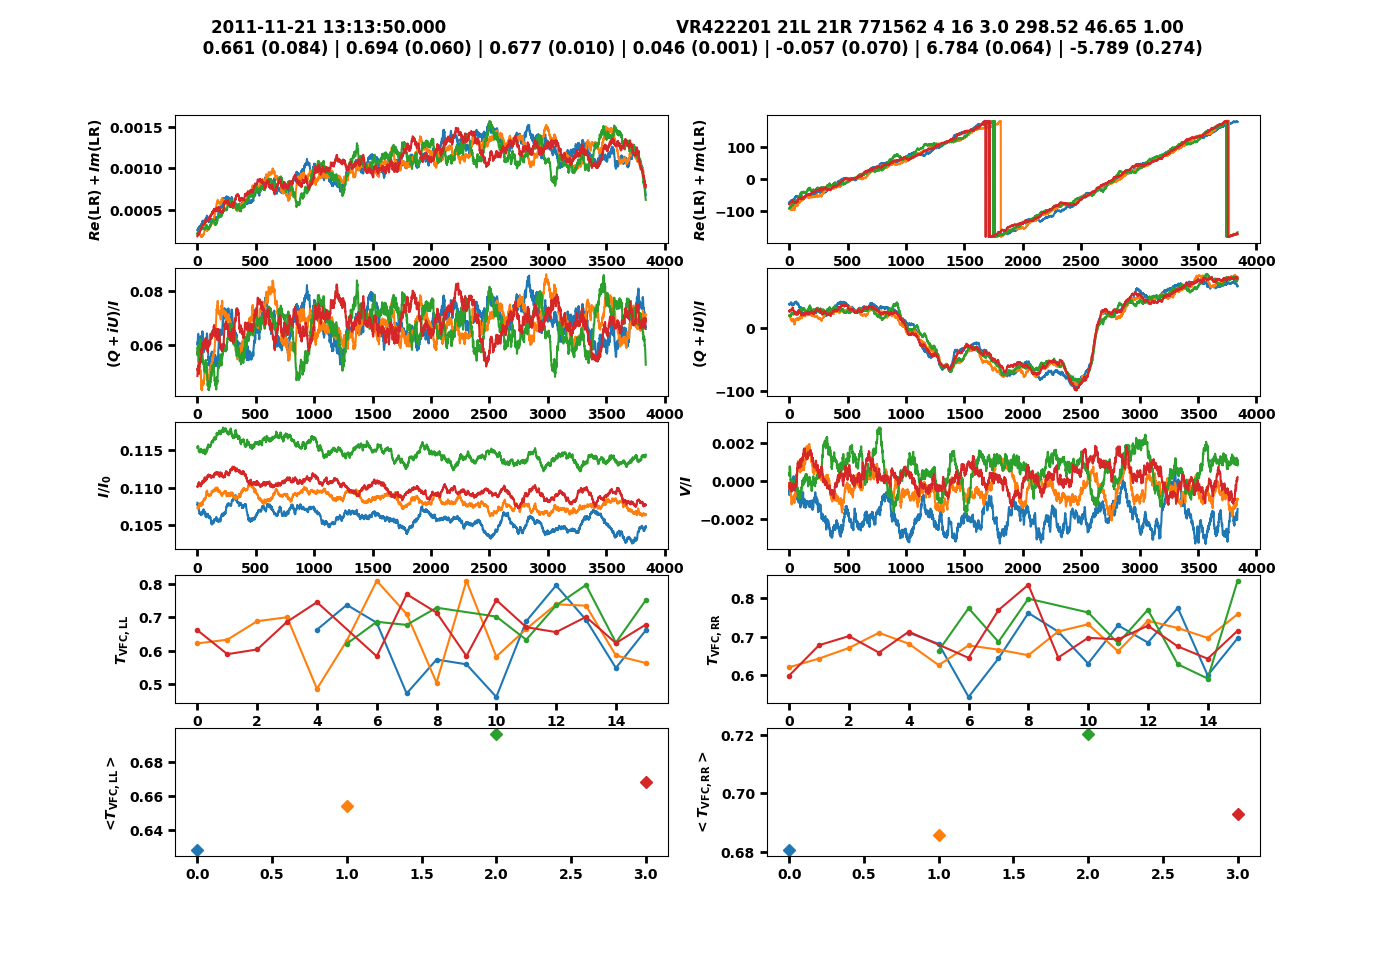 2011-11-21 13:13:50.000 VR422201 21L 21R 771562 4 16 3.0 298.52 46.65 1.00
0.661 (0.084) | 0.694 (0.060) | 0.677 (0.010) | 0.046 (0.001) | -0.057 (0.070) | 6.784 (0.064) | -5.789 (0.274)
Re(LR) + Im(LR)
0.0015
0.0010
0.0005
0 500 1000 1500 2000 2500 3000 3500 4000
Re(LR) + Im(LR)
100
0
−100
0 500 1000 1500 2000 2500 3000 3500 4000
(Q + iU)/I
0.08
0.06
0 500 1000 1500 2000 2500 3000 3500 4000
(Q + iU)/I
0
−100
0 500 1000 1500 2000 2500 3000 3500 4000
I/I0
0.115
0.110
0.105
0 500 1000 1500 2000 2500 3000 3500 4000
V/I
0.002
0.000
−0.002
0 500 1000 1500 2000 2500 3000 3500 4000
TVFC, LL
0.8
0.7
0.6
0.5
0 2 4 6 8 10 12 14
TVFC, RR
0.8
0.7
0.6
0 2 4 6 8 10 12 14
<TVFC, LL >
0.68
0.66
0.64
0.0 0.5 1.0 1.5 2.0 2.5 3.0
< TVFC, RR >
0.72
0.70
0.68
0.0 0.5 1.0 1.5 2.0 2.5 3.0